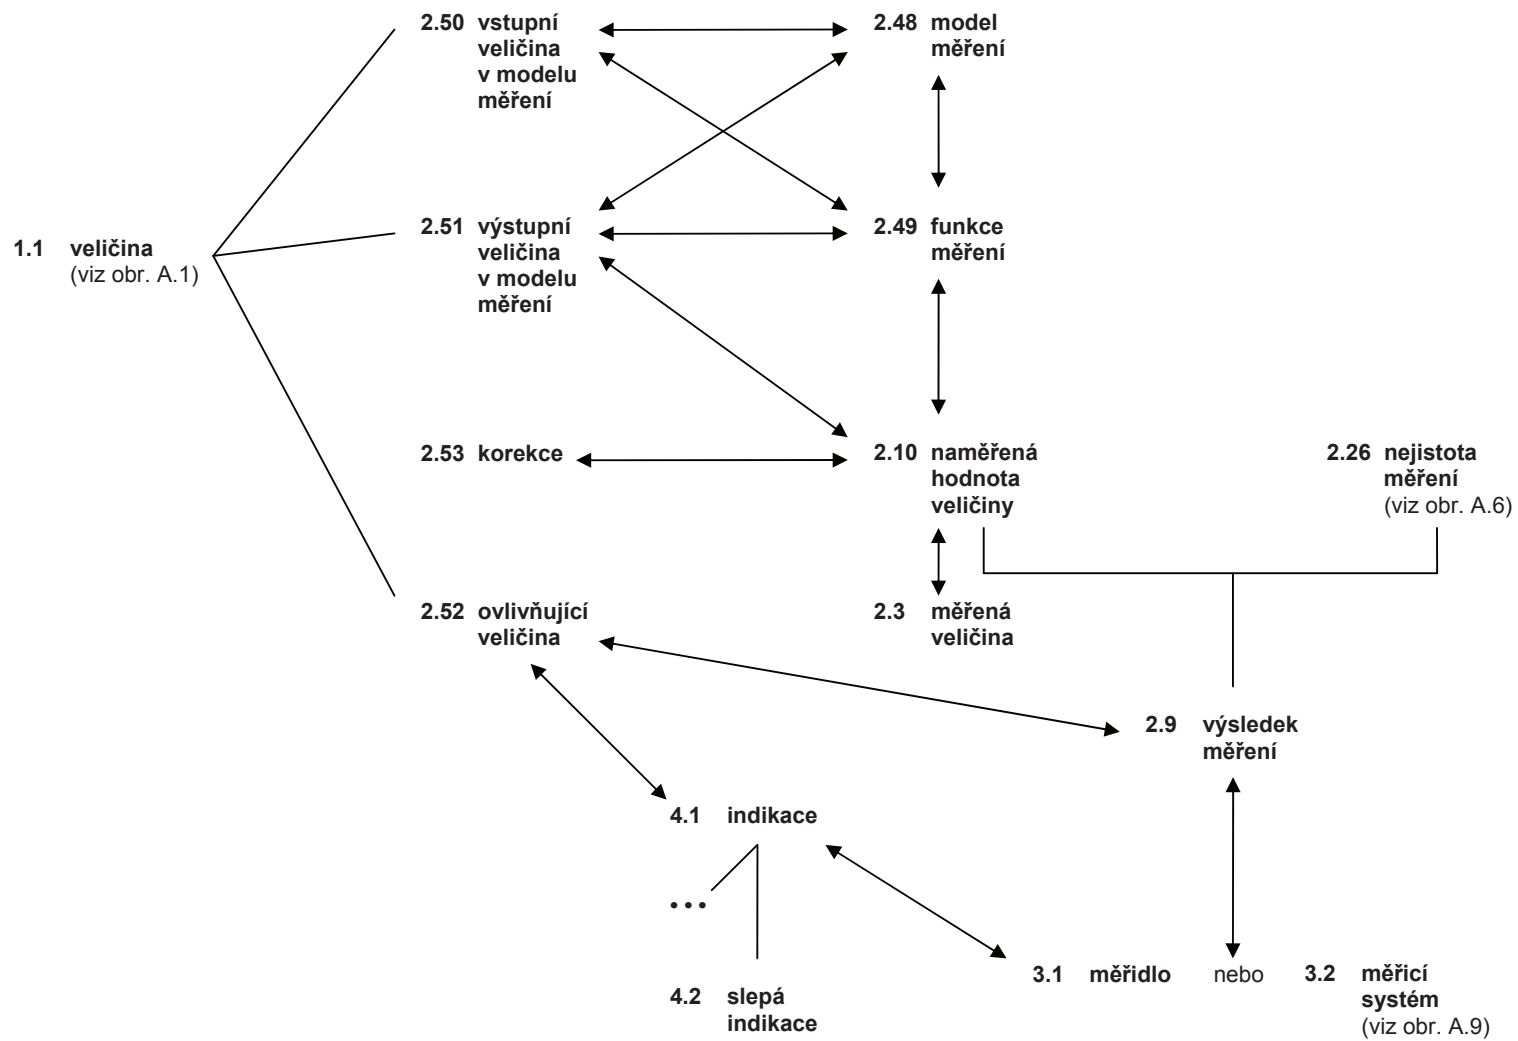 2.50 vstupní
veličina
v modelu
měření
2.48 model
měření
1.1 veličina
(viz obr. A.1)
2.51 výstupní
veličina
v modelu
měření
2.49 funkce
měření
2.53 korekce
2.10 naměřená
hodnota
veličiny
2.26 nejistota
měření
(viz obr. A.6)
2.52 ovlivňující
veličina
2.3 měřená
veličina
2.9 výsledek
měření
4.1 indikace
...
4.2 slepá
indikace
3.1 měřidlo nebo 3.2 měřicí
systém
(viz obr. A.9)